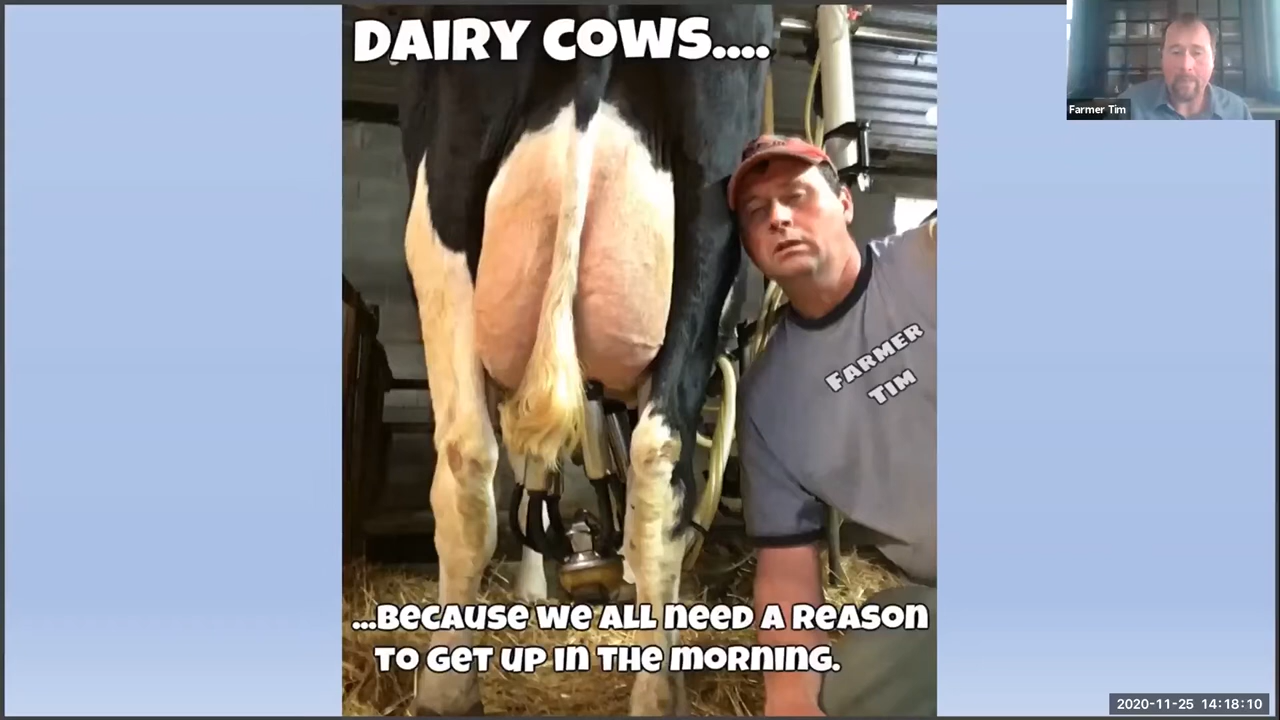 DAIRY COWS....
Farmer Tim
FARMER
TIM
...BECAUSE WE ALL NEED A REASON
TO GET UP IN THE MORNING.
2020-11-25 14:18:10